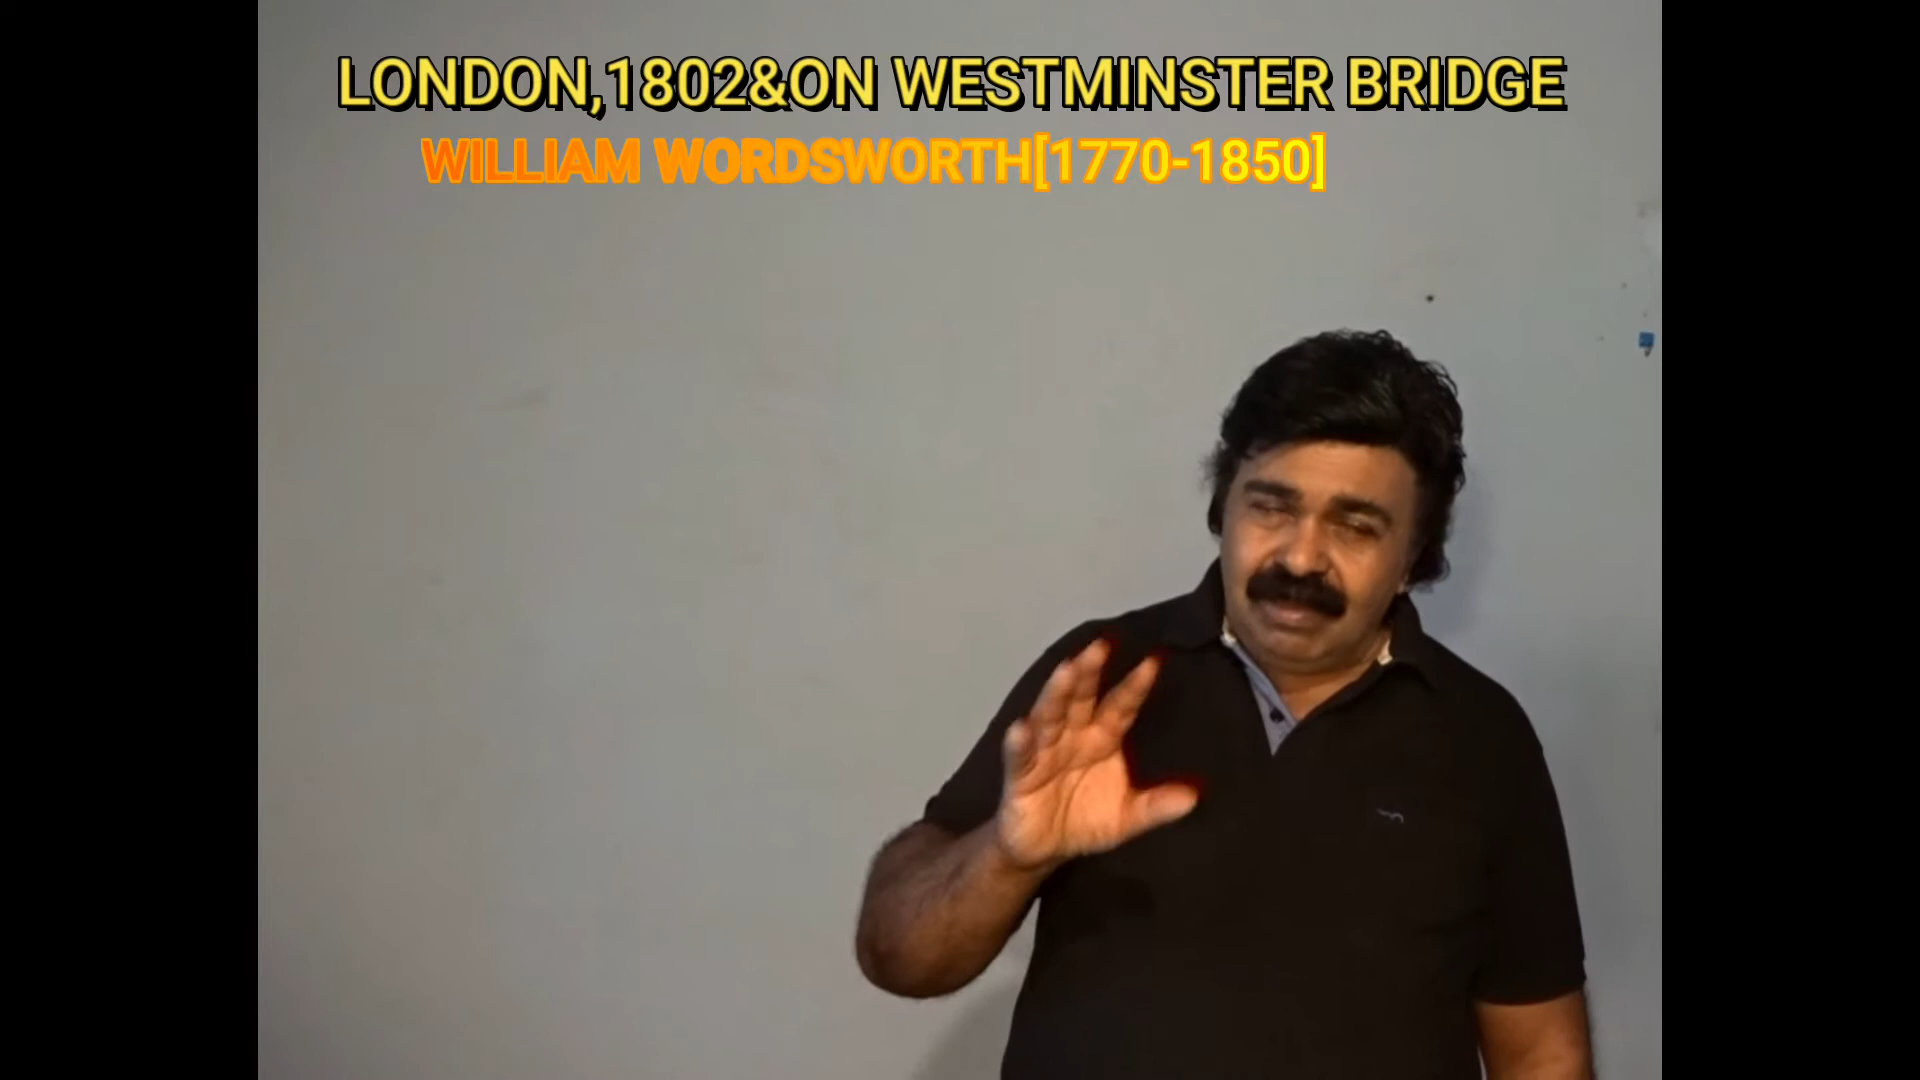 LONDON,1802&ON WESTMINSTER BRIDGE
WILLIAM WORDSWORTH[1770-1850]